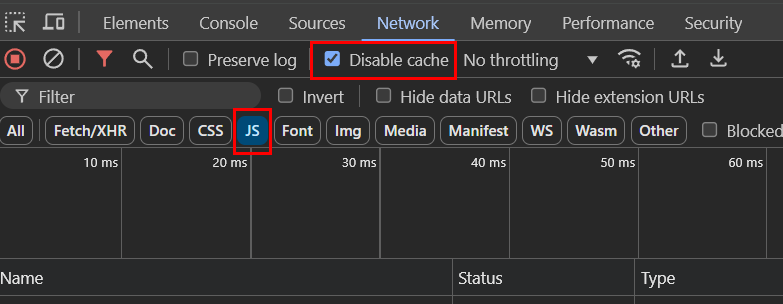 Elements Console Sources Network Memory Performance Security
Preserve log Disable cache No throttling
Filter Invert Hide data URLs Hide extension URLs
All Fetch/XHR Doc CSS JS Font Img Media Manifest WS Wasm Other Blocked
10 ms 20 ms 30 ms 40 ms 50 ms 60 ms
Name Status Type